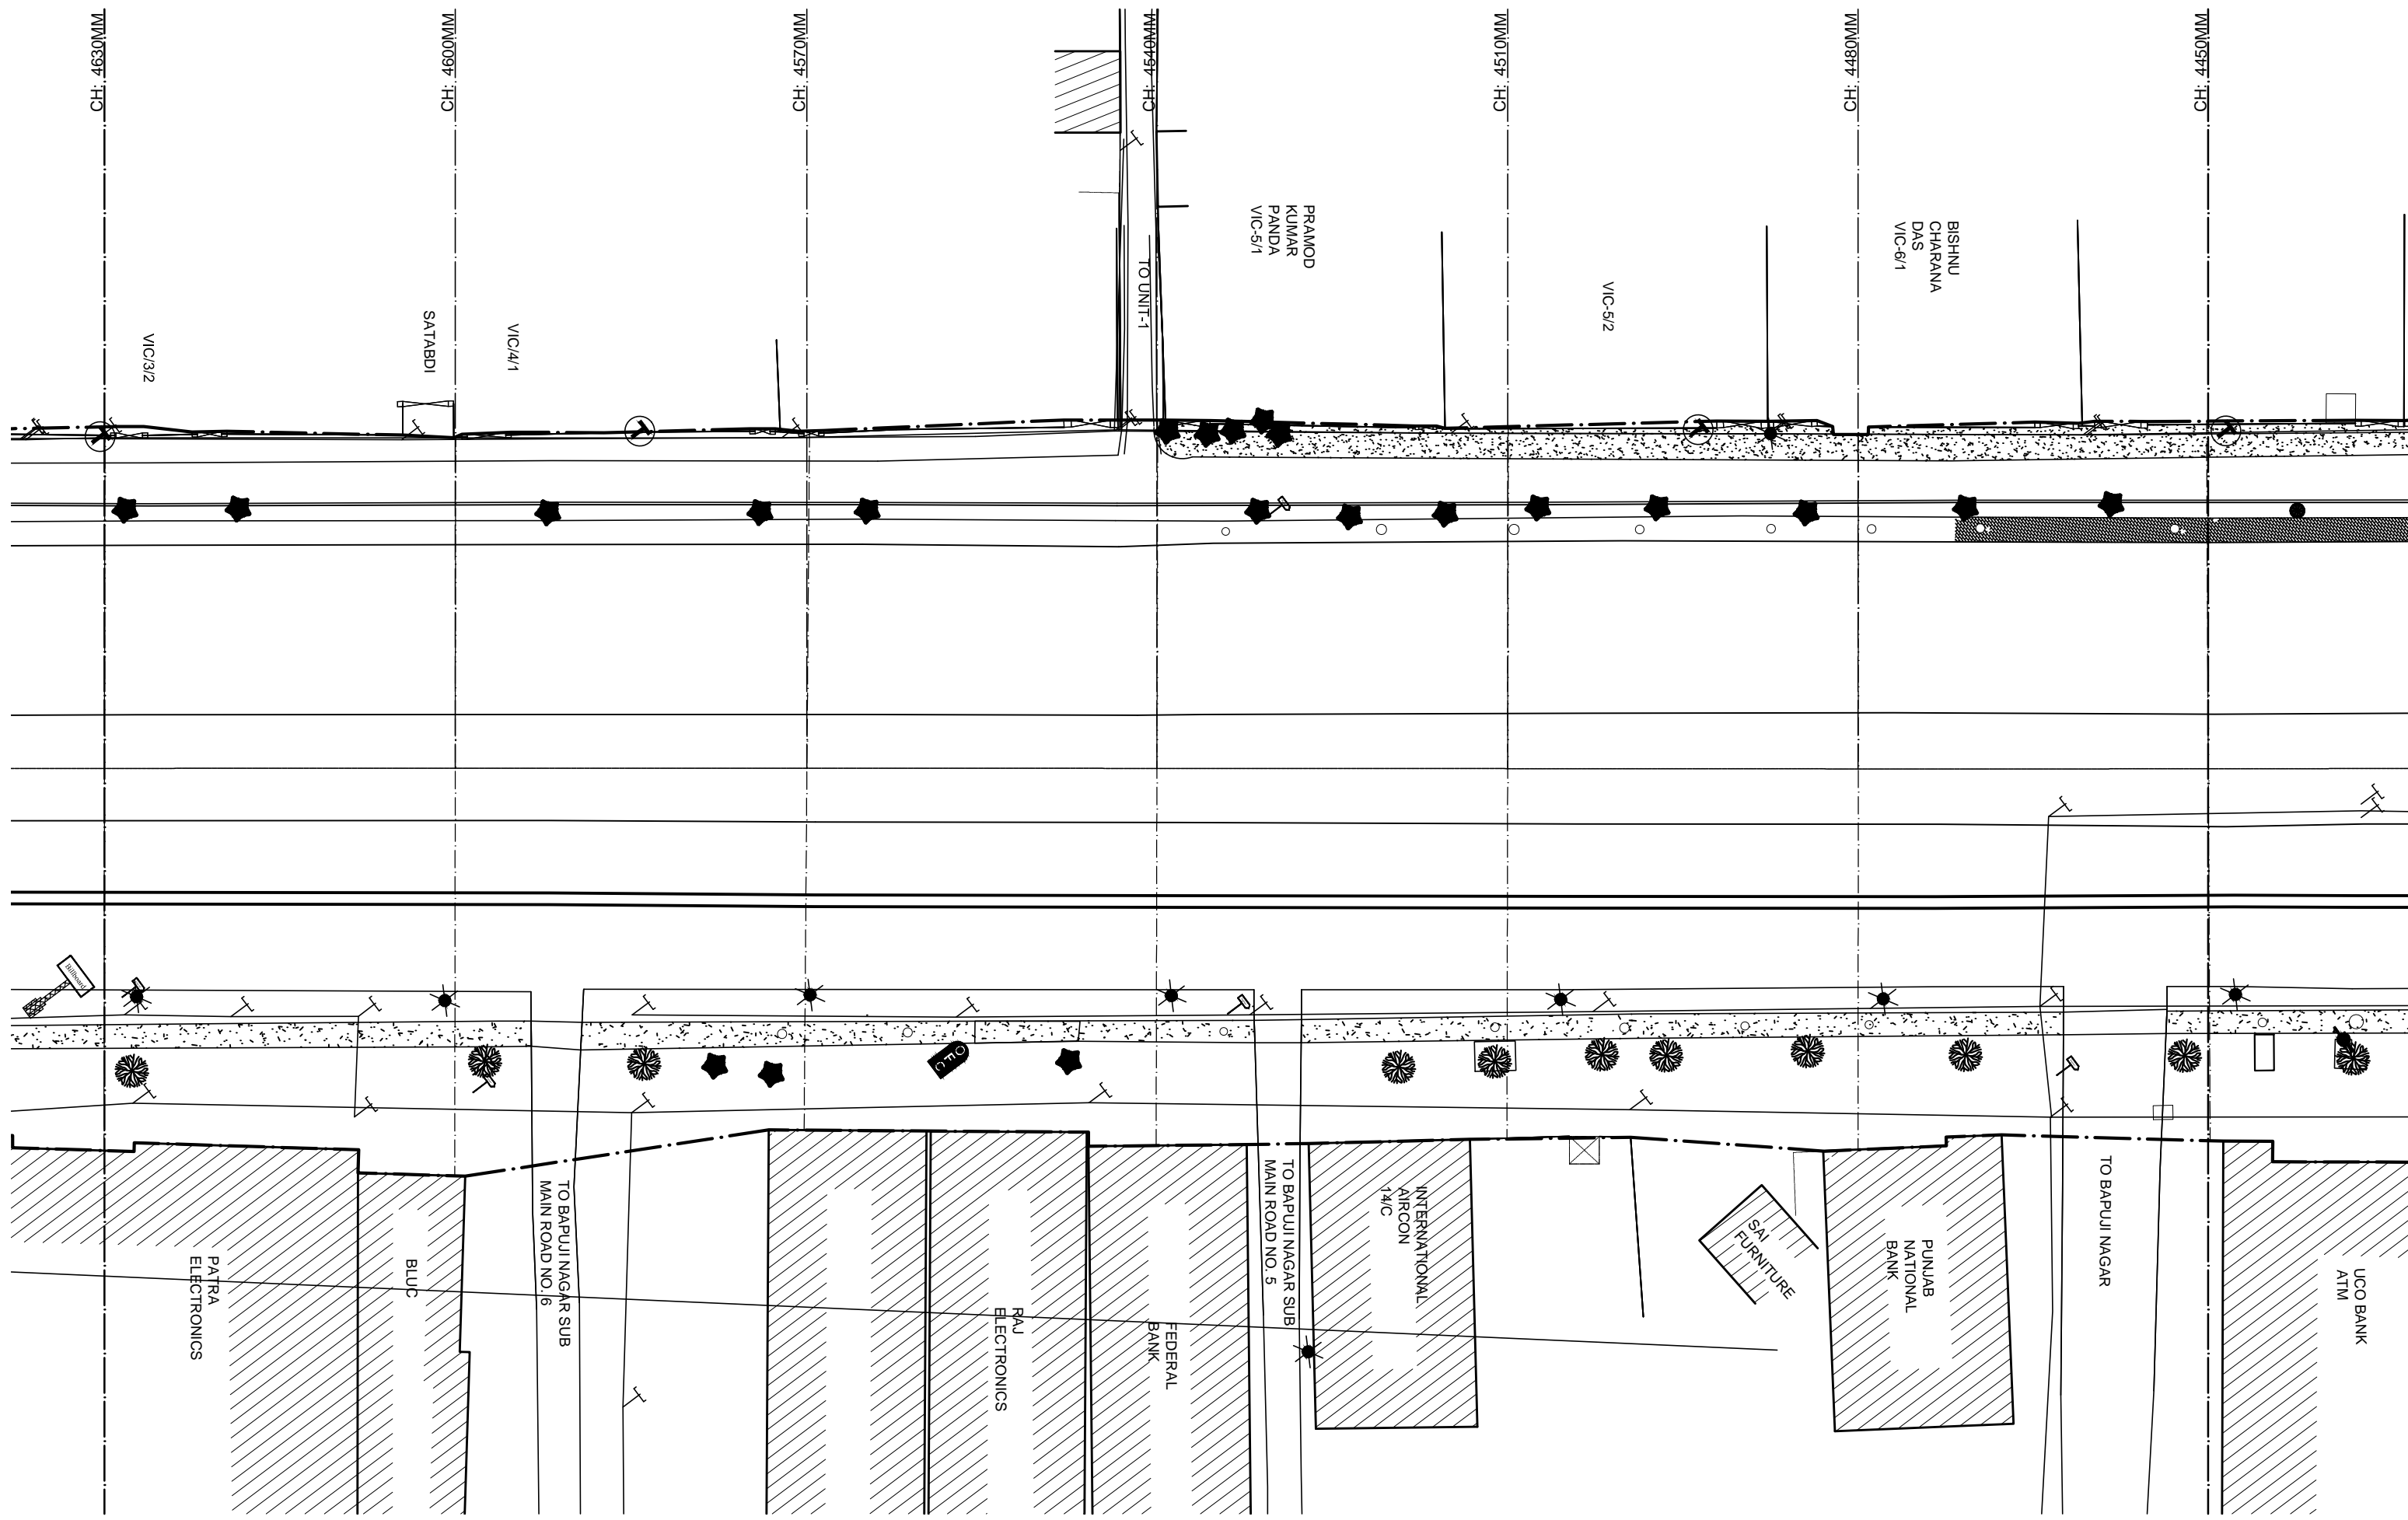 CH: 4630MM
CH: 4600MM
CH: 4570MM
CH: 4540MM
CH: 4510MM
CH: 4480MM
CH: 4450MM
VIC/3/2
SATABDI
VIC/4/1
TO UNIT-1
PRAMOD
KUMAR
PANDA
VIC-5/1
VIC-5/2
BISHNU
CHARANA
DAS
VIC-6/1
Billboard
OFC
PATRA
ELECTRONICS
BLUC
TO BAPUJI NAGAR SUB
MAIN ROAD NO. 6
RAJ
ELECTRONICS
FEDERAL
BANK
TO BAPUJI NAGAR SUB
MAIN ROAD NO. 5
INTERNATIONAL
AIRCON
14/C
SAI
FURNITURE
PUNJAB
NATIONAL
BANK
TO BAPUJI NAGAR
UCO BANK
ATM